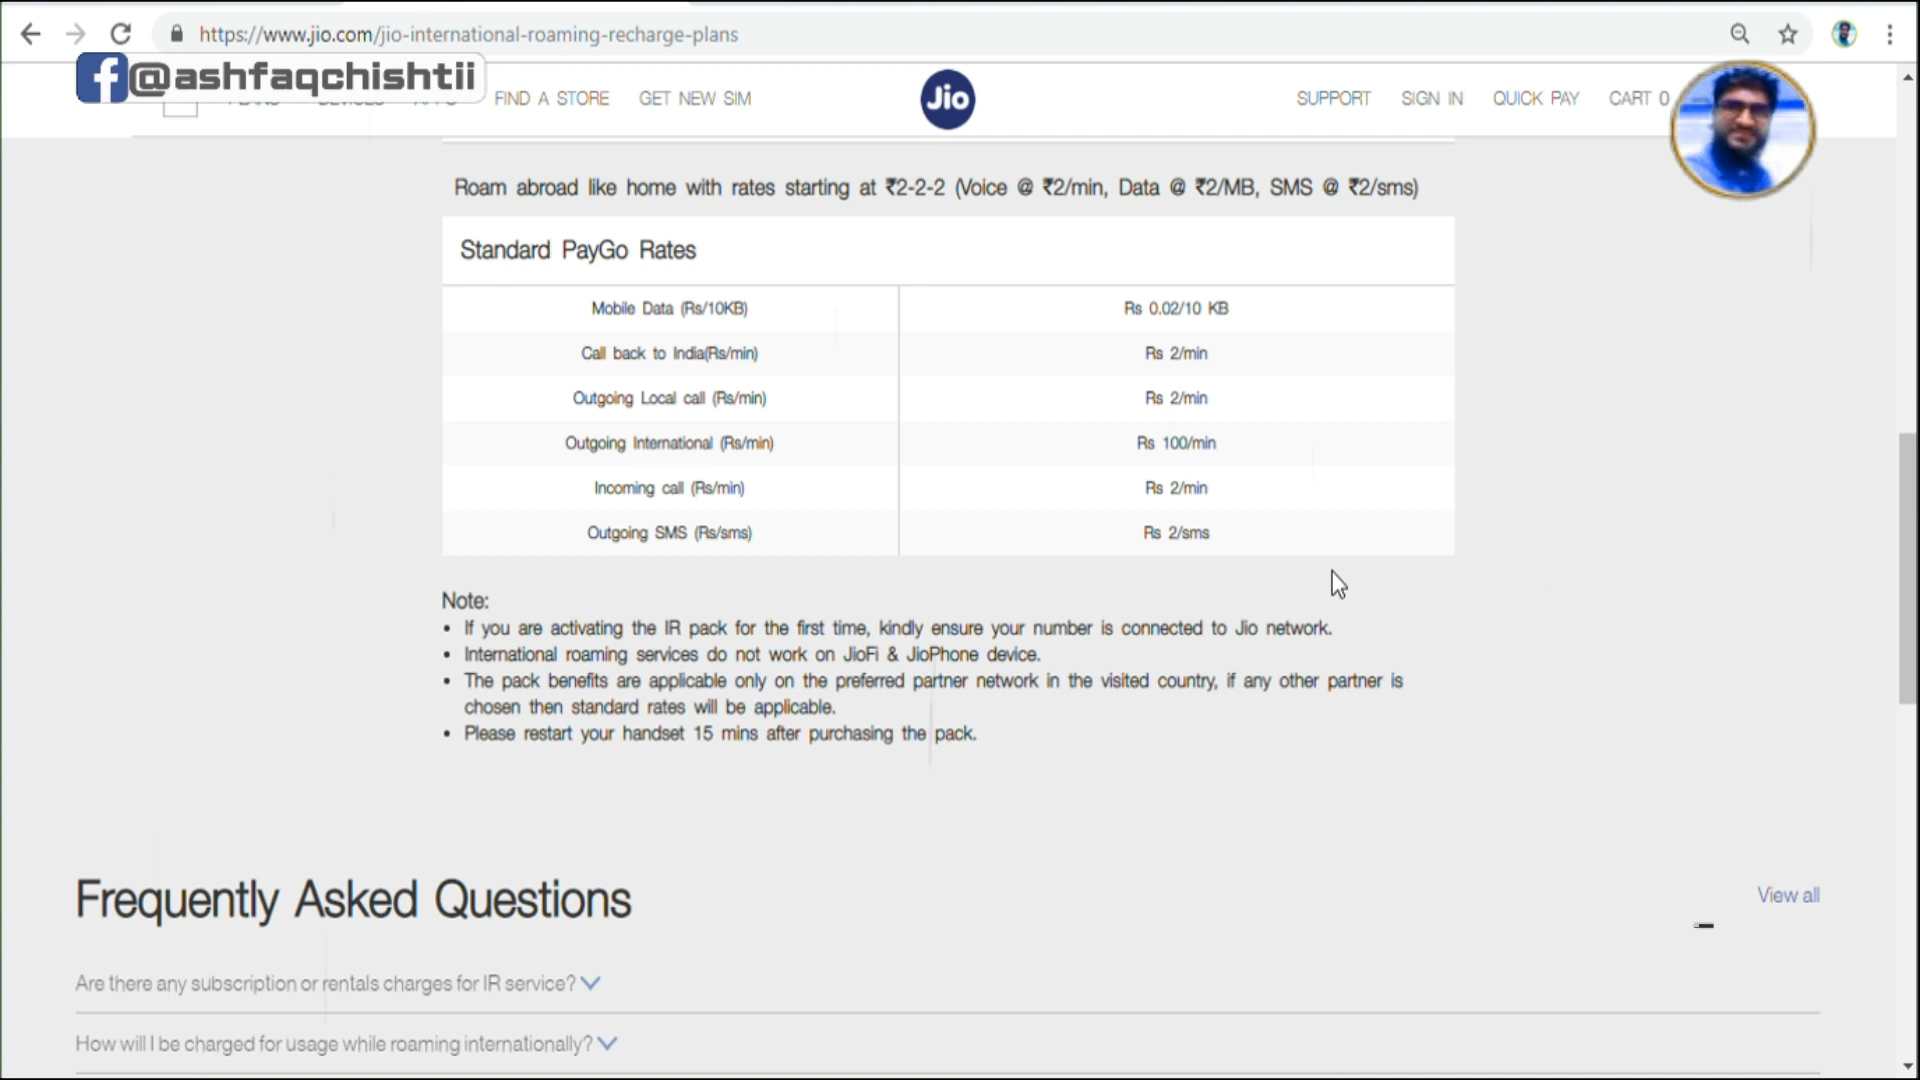 https://www.jio.com/jio-international-roaming-recharge-plans
f@ashfaqchishtii
FIND A STORE GET NEW SIM Jio SUPPORT SIGN IN QUICK PAY CART 0
Roam abroad like home with rates starting at ₹2-2-2 (Voice @ ₹2/min, Data @ ₹2/MB, SMS @ ₹2/sms)
Standard PayGo Rates
Mobile Data (Rs/10KB) Rs 0.02/10 KB
Call back to India(Rs/min) Rs 2/min
Outgoing Local call (Rs/min) Rs 2/min
Outgoing International (Rs/min) Rs 100/min
Incoming call (Rs/min) Rs 2/min
Outgoing SMS (Rs/sms) Rs 2/sms
Note:
• If you are activating the IR pack for the first time, kindly ensure your number is connected to Jio network.
• International roaming services do not work on JioFi & JioPhone device.
• The pack benefits are applicable only on the preferred partner network in the visited country, if any other partner is
chosen then standard rates will be applicable.
• Please restart your handset 15 mins after purchasing the pack.
Frequently Asked Questions
View all
Are there any subscription or rentals charges for IR service?
How will I be charged for usage while roaming internationally?